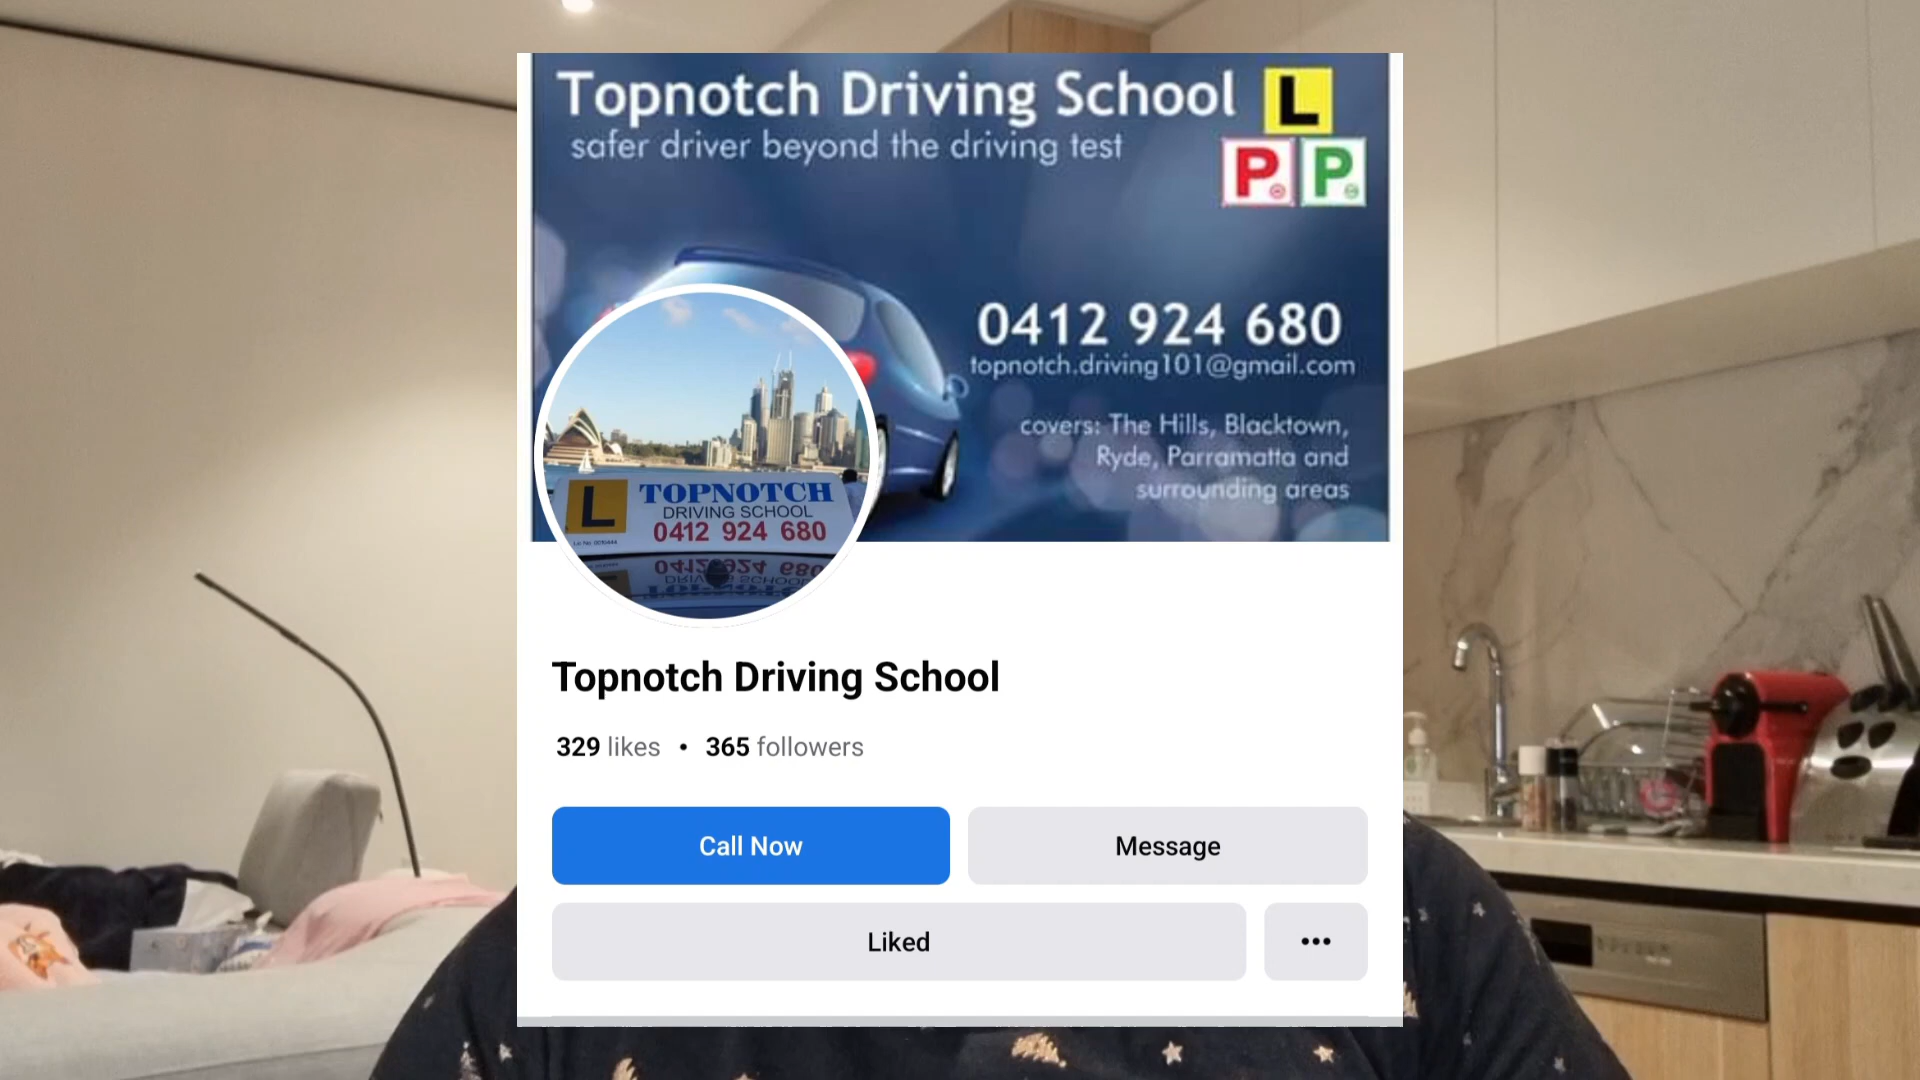 Topnotch Driving School L
safer driver beyond the driving test
P P
0412 924 680
topnotch.driving101@gmail.com
covers: The Hills, Blacktown,
Ryde, Parramatta and
surrounding areas
L TOPNOTCH
DRIVING SCHOOL
0412 924 680
Topnotch Driving School
329 likes • 365 followers
Call Now
Message
Liked